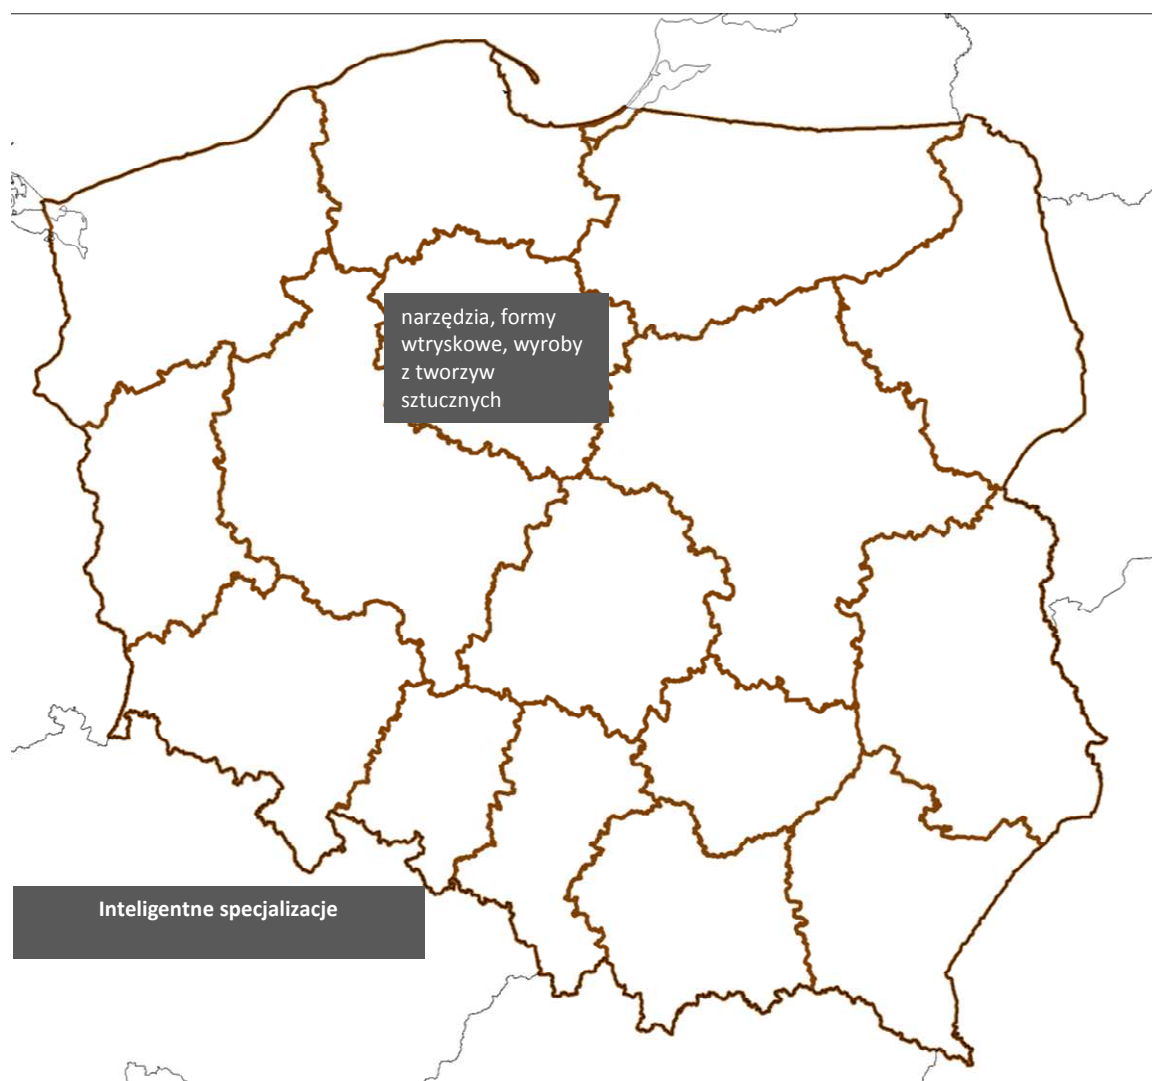 narzędzia, formy
wtryskowe, wyroby
z tworzyw
sztucznych
Inteligentne specjalizacje